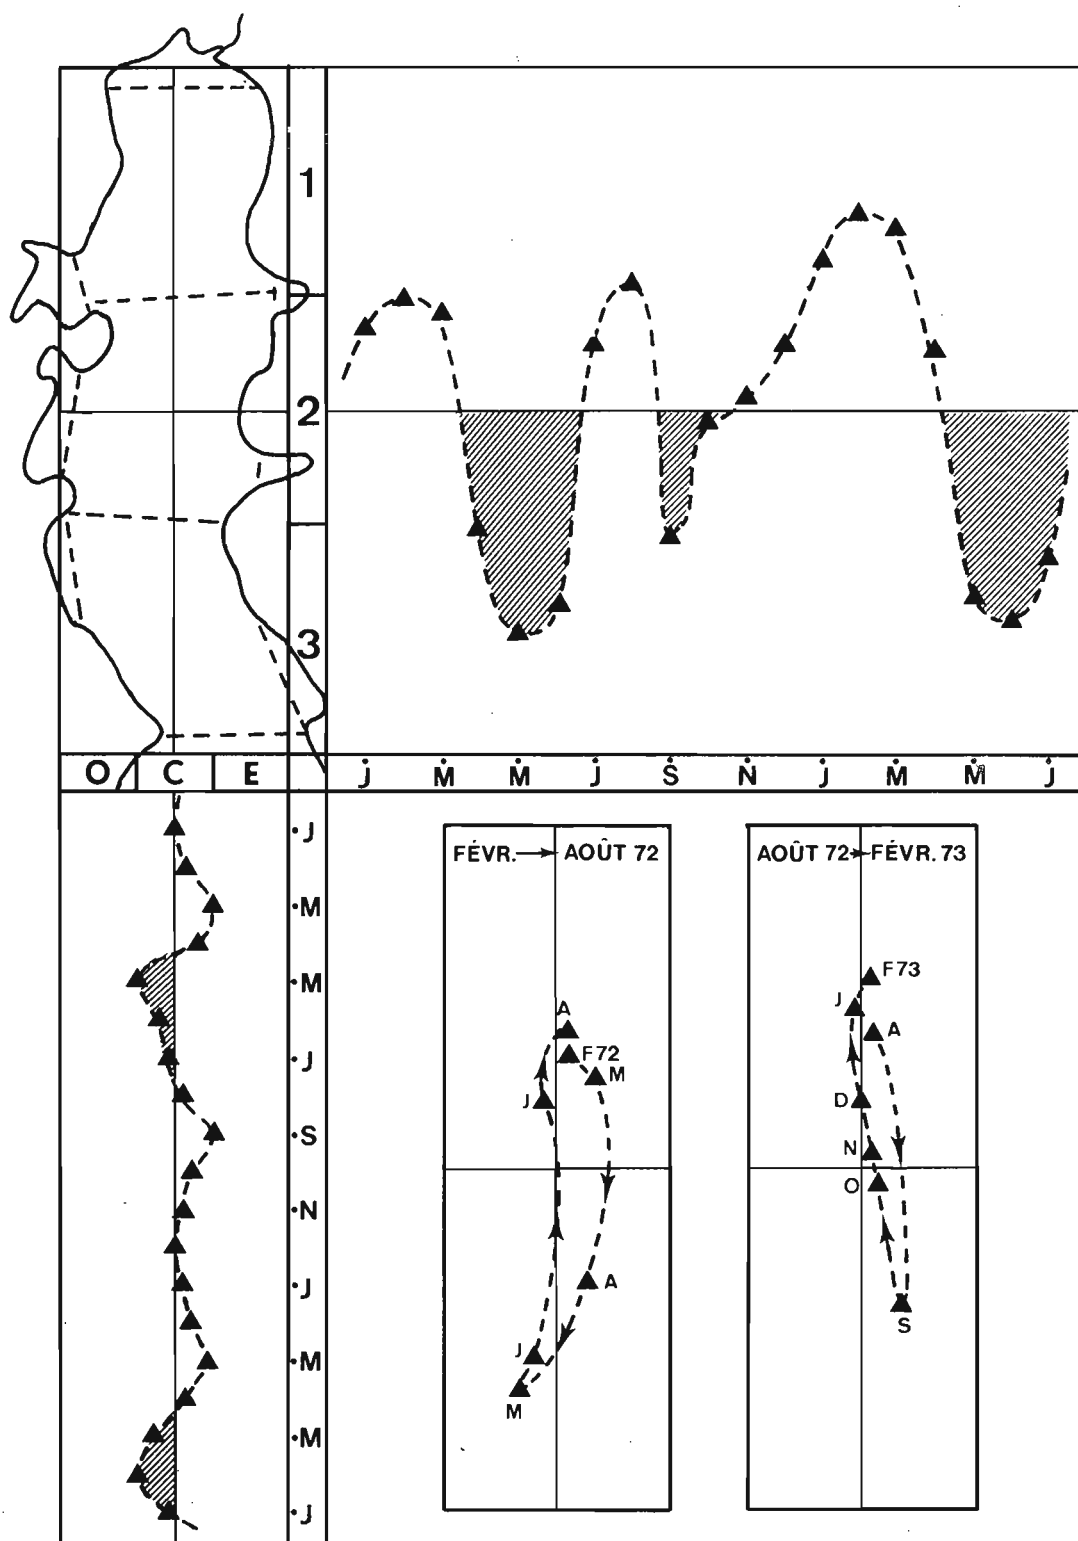 1
2
3
O C E J M M J S N J M M J
J
M
M
J
S
N
J
M
M
J
FÉVR. → AOÛT 72
A
F72
M
J
A
J
M
AOÛT 72 → FÉVR. 73
F73
J
A
D
N
O
S